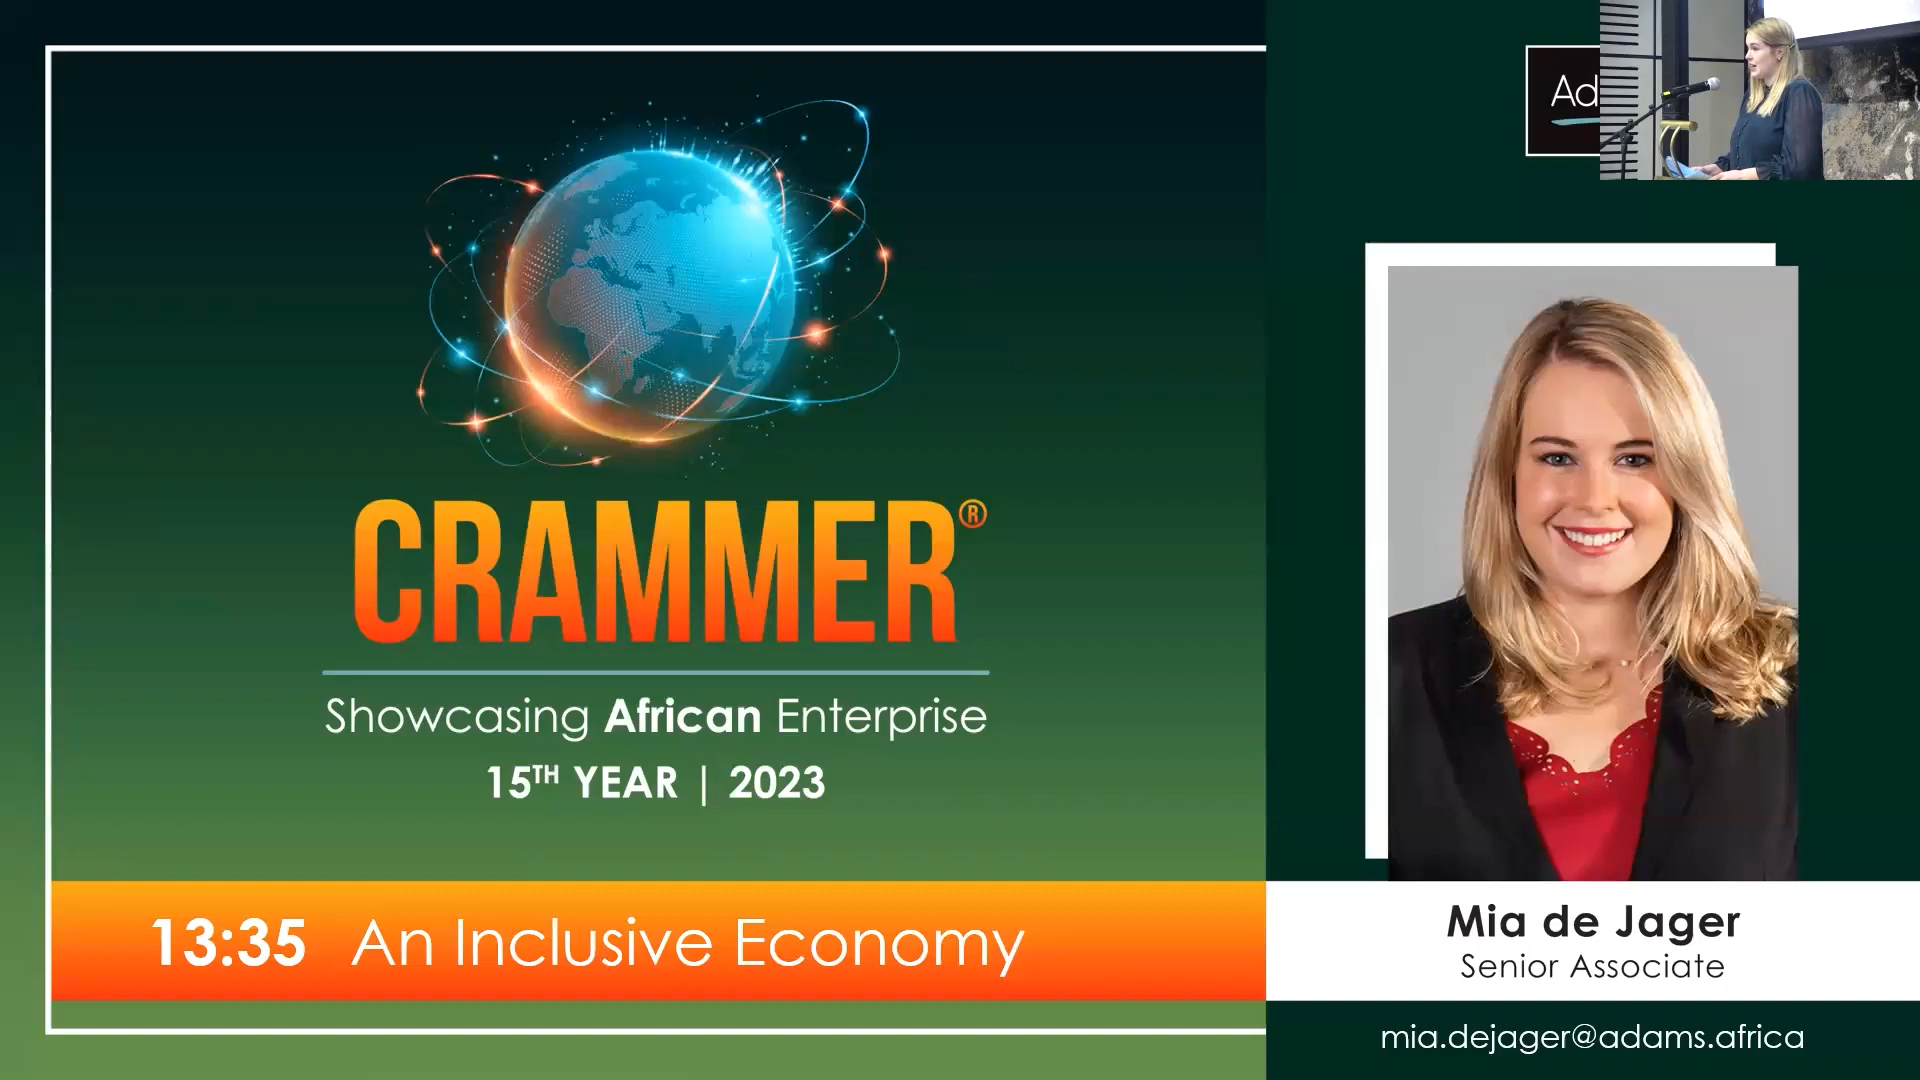 Ad
CRAMMER®
Showcasing African Enterprise
15TH YEAR | 2023
13:35 An Inclusive Economy
Mia de Jager
Senior Associate
mia.dejager@adams.africa